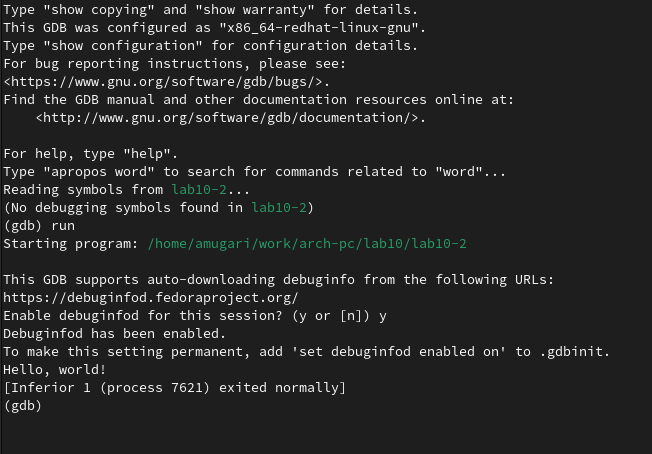 Type "show copying" and "show warranty" for details.
This GDB was configured as "x86_64-redhat-linux-gnu".
Type "show configuration" for configuration details.
For bug reporting instructions, please see:
<https://www.gnu.org/software/gdb/bugs/>.
Find the GDB manual and other documentation resources online at:
    <http://www.gnu.org/software/gdb/documentation/>.

For help, type "help".
Type "apropos word" to search for commands related to "word"...
Reading symbols from lab10-2...
(No debugging symbols found in lab10-2)
(gdb) run
Starting program: /home/amugari/work/arch-pc/lab10/lab10-2

This GDB supports auto-downloading debuginfo from the following URLs:
https://debuginfod.fedoraproject.org/
Enable debuginfod for this session? (y or [n]) y
Debuginfod has been enabled.
To make this setting permanent, add 'set debuginfod enabled on' to .gdbinit.
Hello, world!
[Inferior 1 (process 7621) exited normally]
(gdb)